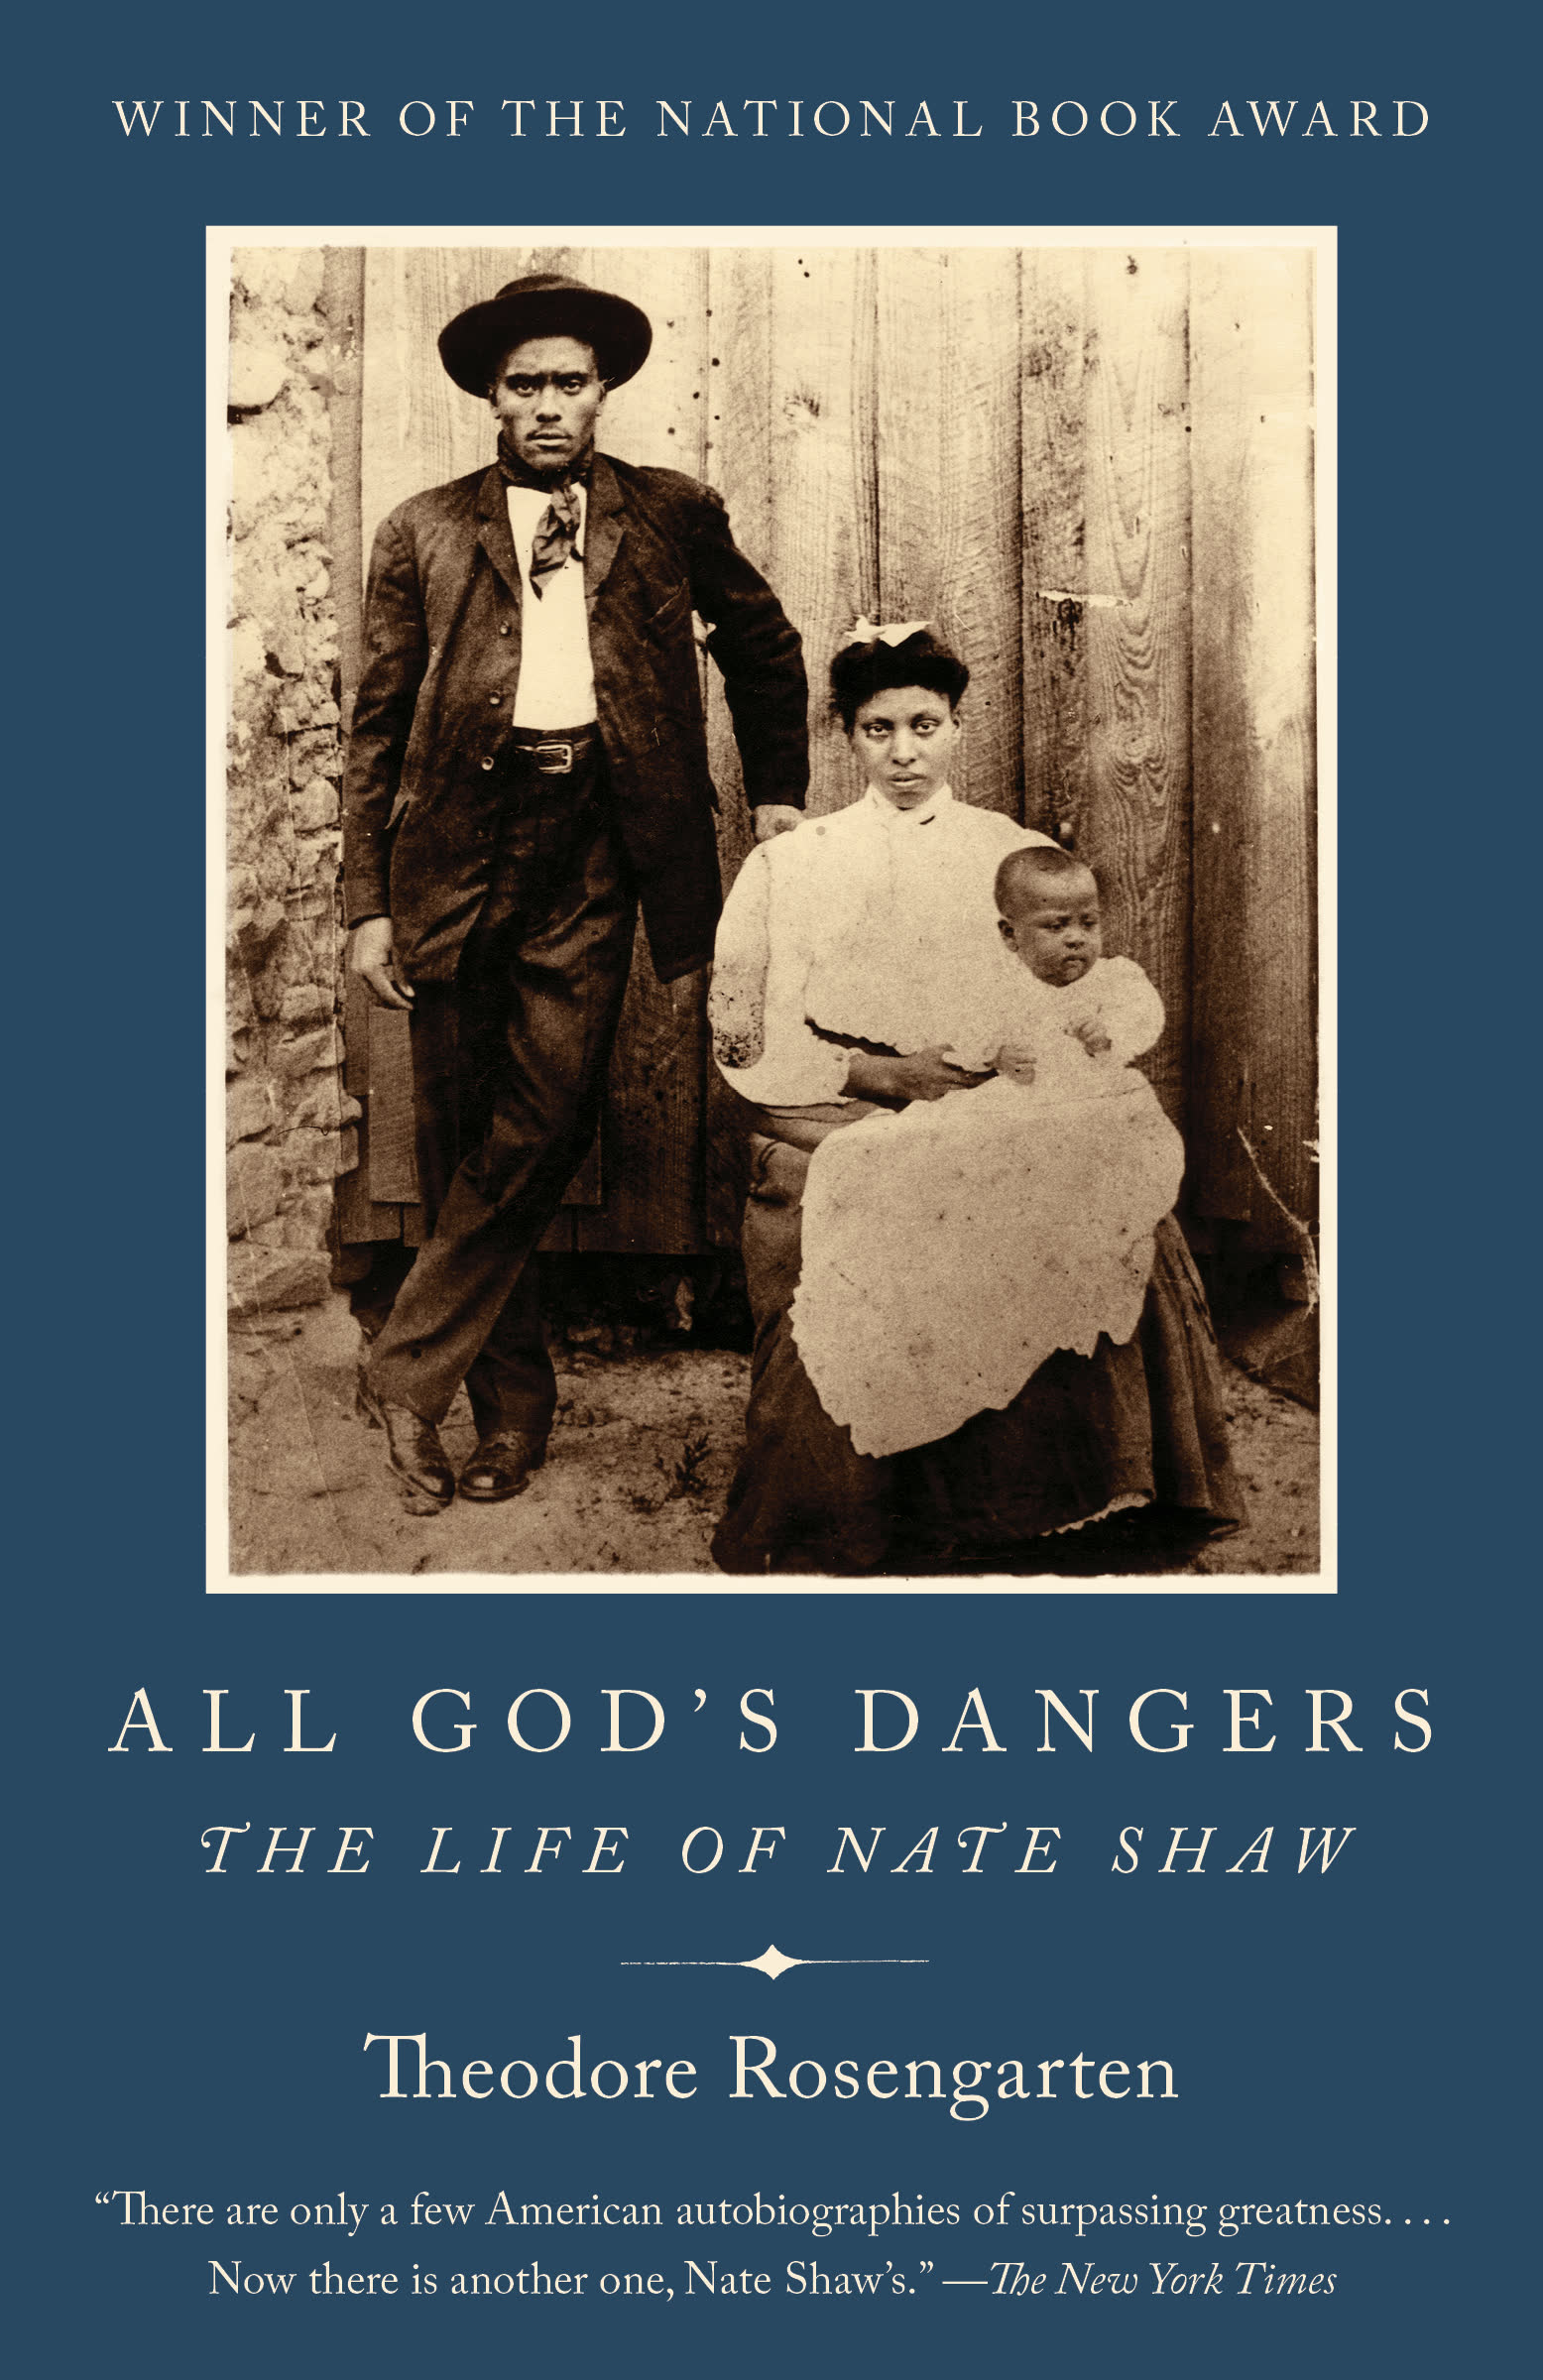 WINNER OF THE NATIONAL BOOK AWARD
ALL GOD’S DANGERS
THE LIFE OF NATE SHAW
Theodore Rosengarten
“There are only a few American autobiographies of surpassing greatness. . . .
Now there is another one, Nate Shaw’s.” —The New York Times